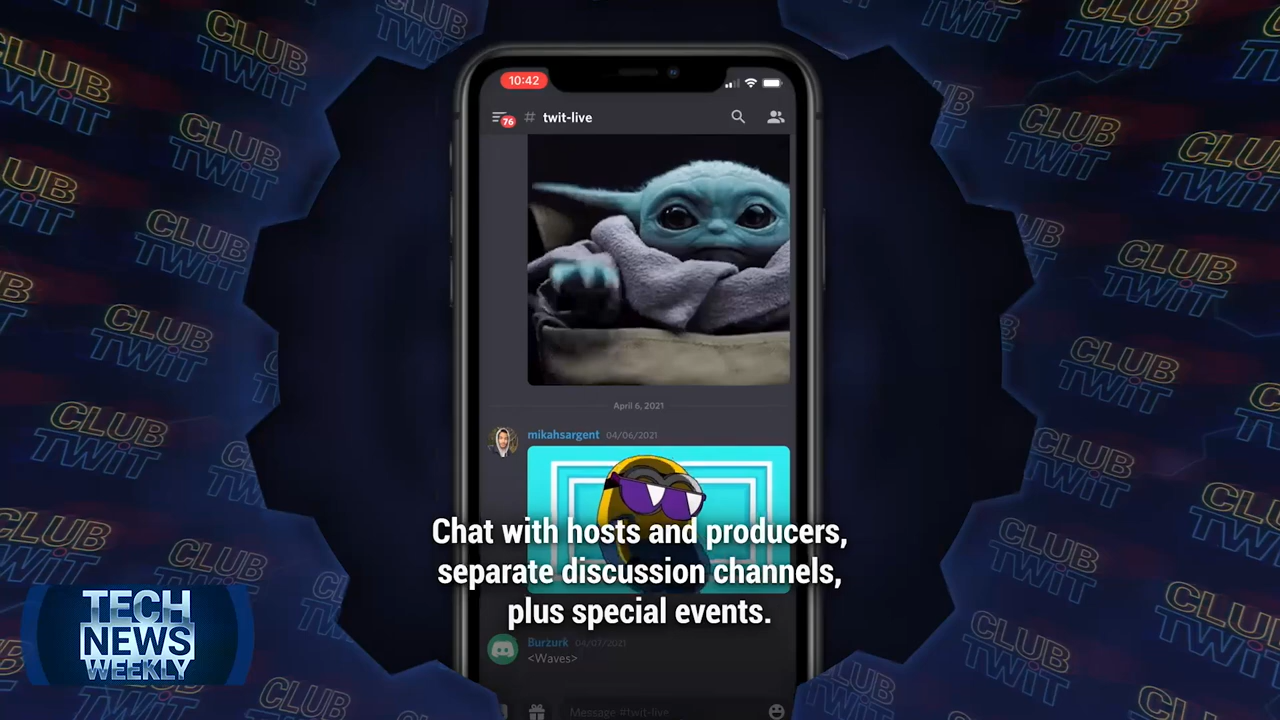 CLUB
TWiT
10:42
76
# twit-live
April 6, 2021
mikahsargent 04/06/2021
Chat with hosts and producers,
separate discussion channels,
plus special events.
Burzurk 04/07/2021
<Waves>
Message #twit-live
TECH
NEWS
WEEKLY